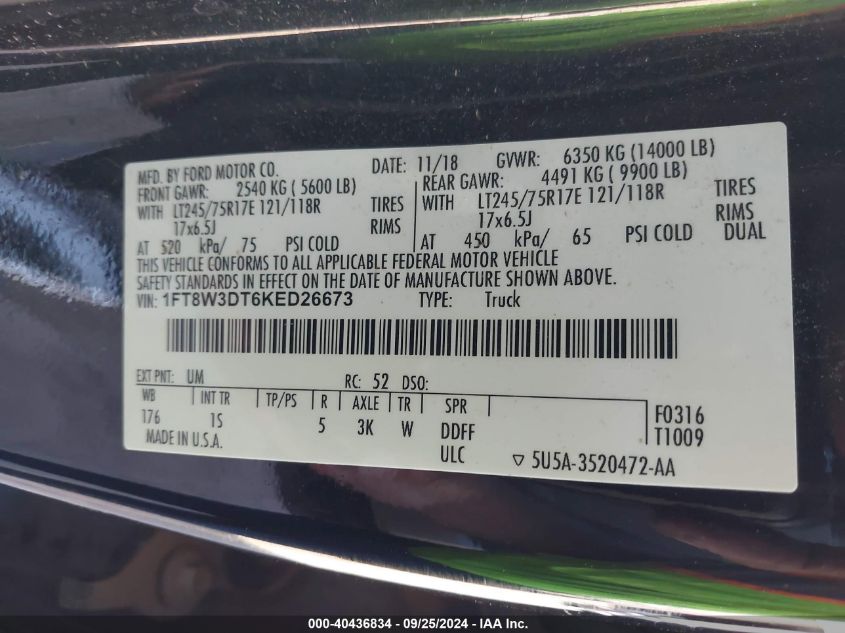 MFD. BY FORD MOTOR CO. DATE: 11/18 GVWR: 6350 KG (14000 LB)
FRONT GAWR: 2540 KG ( 5600 LB) REAR GAWR: 4491 KG ( 9900 LB)
WITH LT245/75R17E 121/118R TIRES WITH LT245/75R17E 121/118R TIRES
17x6.5J RIMS 17x6.5J RIMS
AT 520 kPa/ 75 PSI COLD AT 450 kPa/ 65 PSI COLD DUAL
THIS VEHICLE CONFORMS TO ALL APPLICABLE FEDERAL MOTOR VEHICLE
SAFETY STANDARDS IN EFFECT ON THE DATE OF MANUFACTURE SHOWN ABOVE.
VIN: 1FT8W3DT6KED26673 TYPE: Truck
EXT PNT: UM RC: 52 DSO:
WB INT TR TP/PS R AXLE TR SPR F0316
176 1S 5 3K W DDFF T1009
MADE IN U.S.A. ULC ▽ 5U5A-3520472-AA
000-40436834 - 09/25/2024 - IAAI Inc.